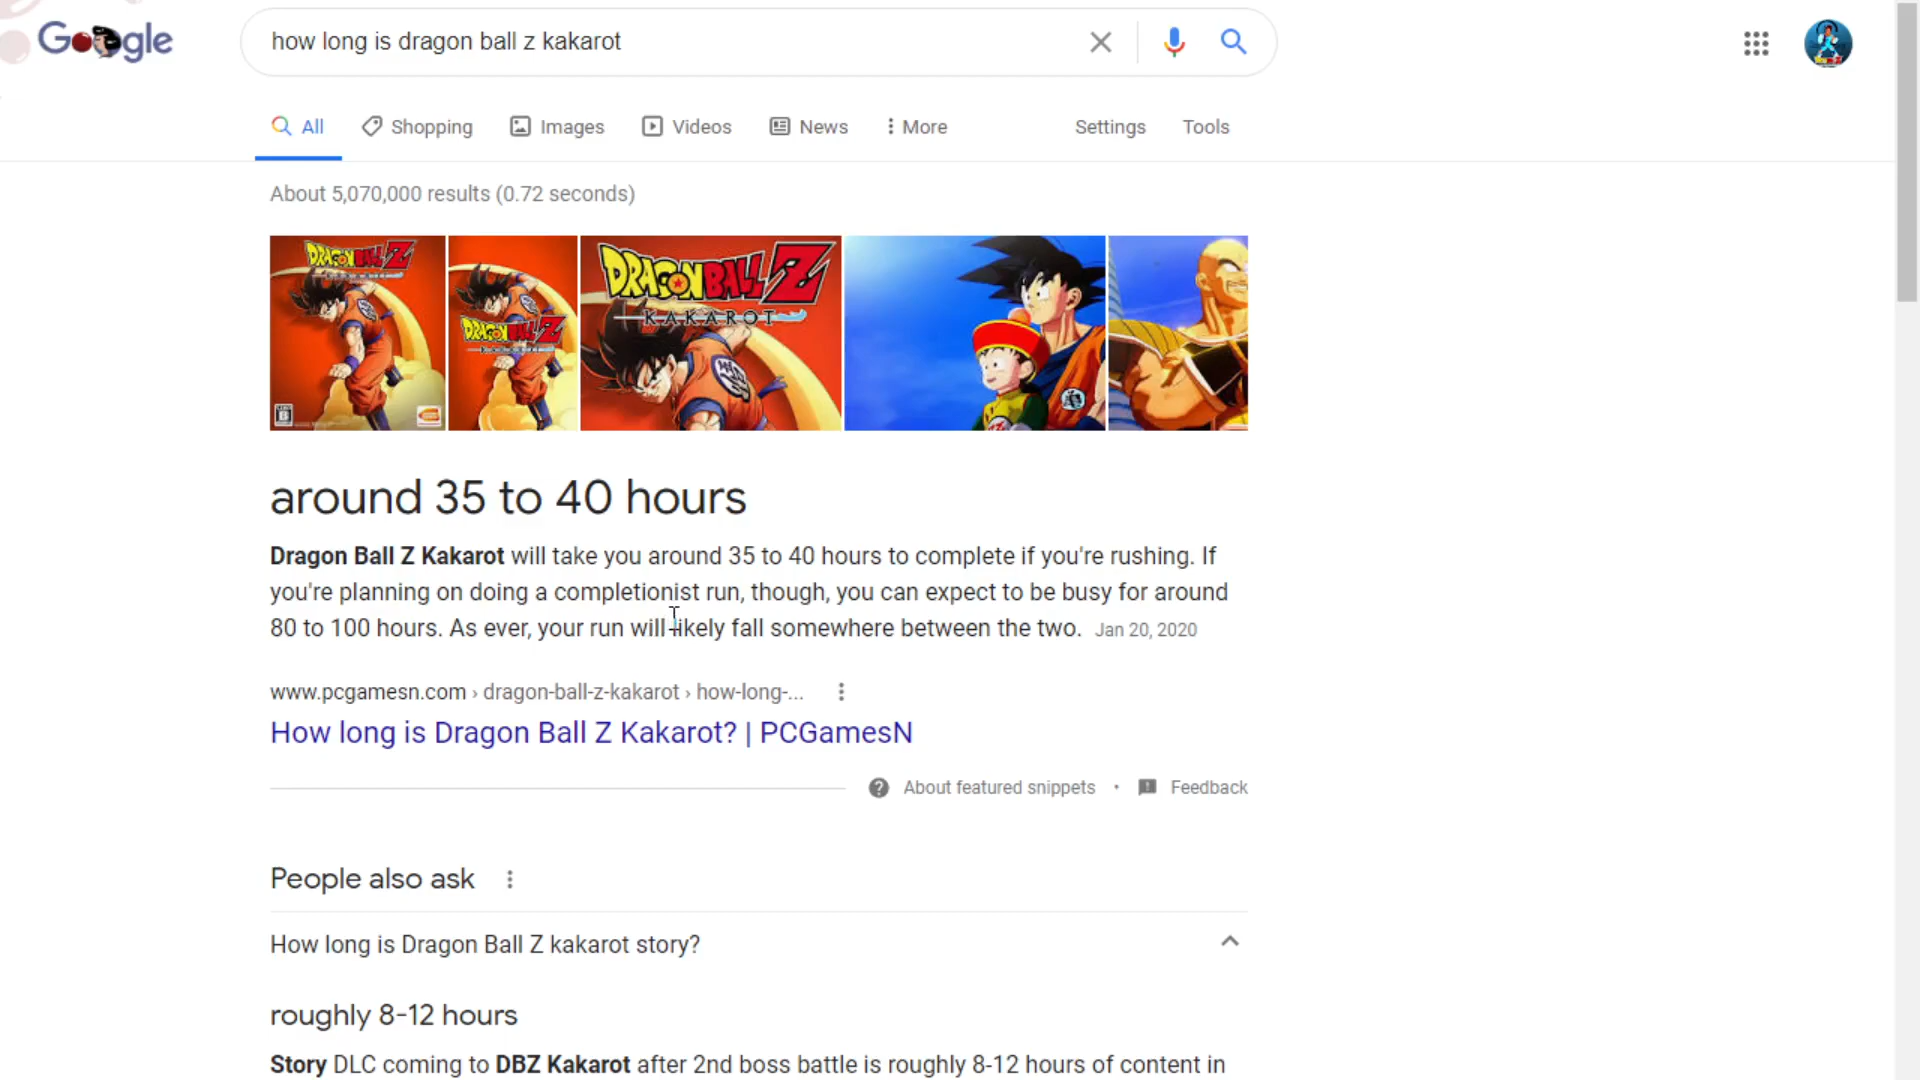 Google
how long is dragon ball z kakarot
All Shopping Images Videos News More Settings Tools
About 5,070,000 results (0.72 seconds)
DRAGON BALL Z
DRAGON BALL Z
DRAGON BALL Z
KAKAROT
around 35 to 40 hours
Dragon Ball Z Kakarot will take you around 35 to 40 hours to complete if you're rushing. If
you're planning on doing a completionist run, though, you can expect to be busy for around
80 to 100 hours. As ever, your run will likely fall somewhere between the two. Jan 20, 2020
www.pcgamesn.com › dragon-ball-z-kakarot › how-long-...
How long is Dragon Ball Z Kakarot? | PCGamesN
About featured snippets • Feedback
People also ask
How long is Dragon Ball Z kakarot story?
roughly 8-12 hours
Story DLC coming to DBZ Kakarot after 2nd boss battle is roughly 8-12 hours of content in